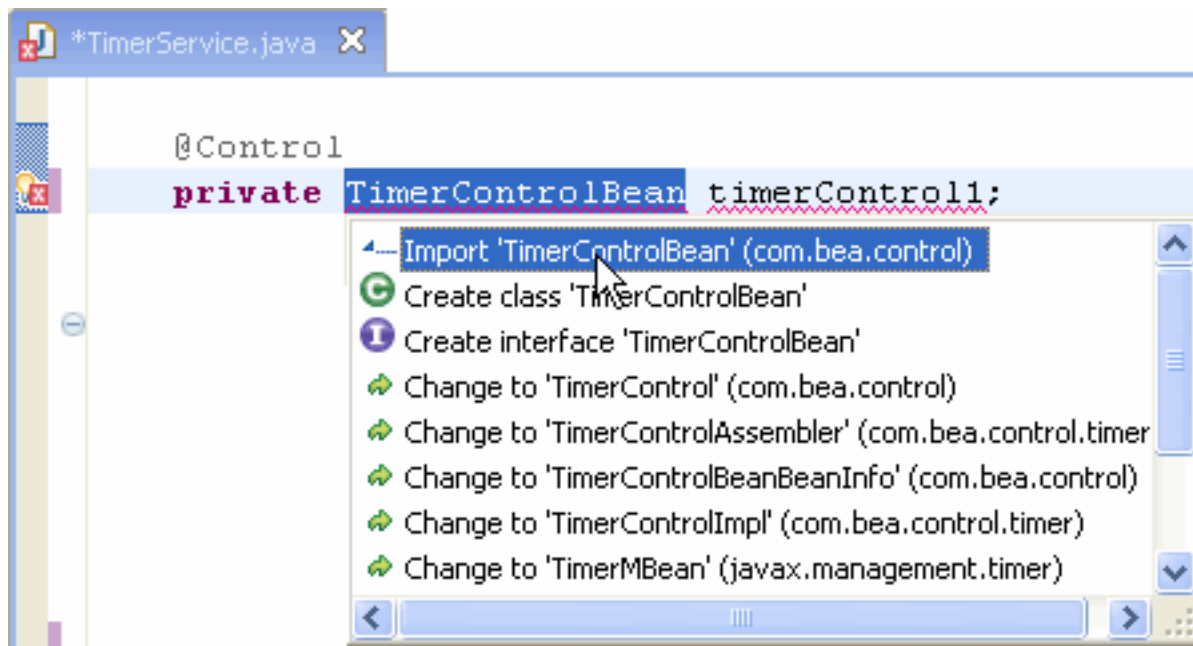 *TimerService.java
@Control
private TimerControlBean timerControl1;
Import 'TimerControlBean' (com.bea.control)
Create class 'TimerControlBean'
Create interface 'TimerControlBean'
Change to 'TimerControl' (com.bea.control)
Change to 'TimerControlAssembler' (com.bea.control.timer
Change to 'TimerControlBeanBeanInfo' (com.bea.control)
Change to 'TimerControlImpl' (com.bea.control.timer)
Change to 'TimerMBean' (javax.management.timer)